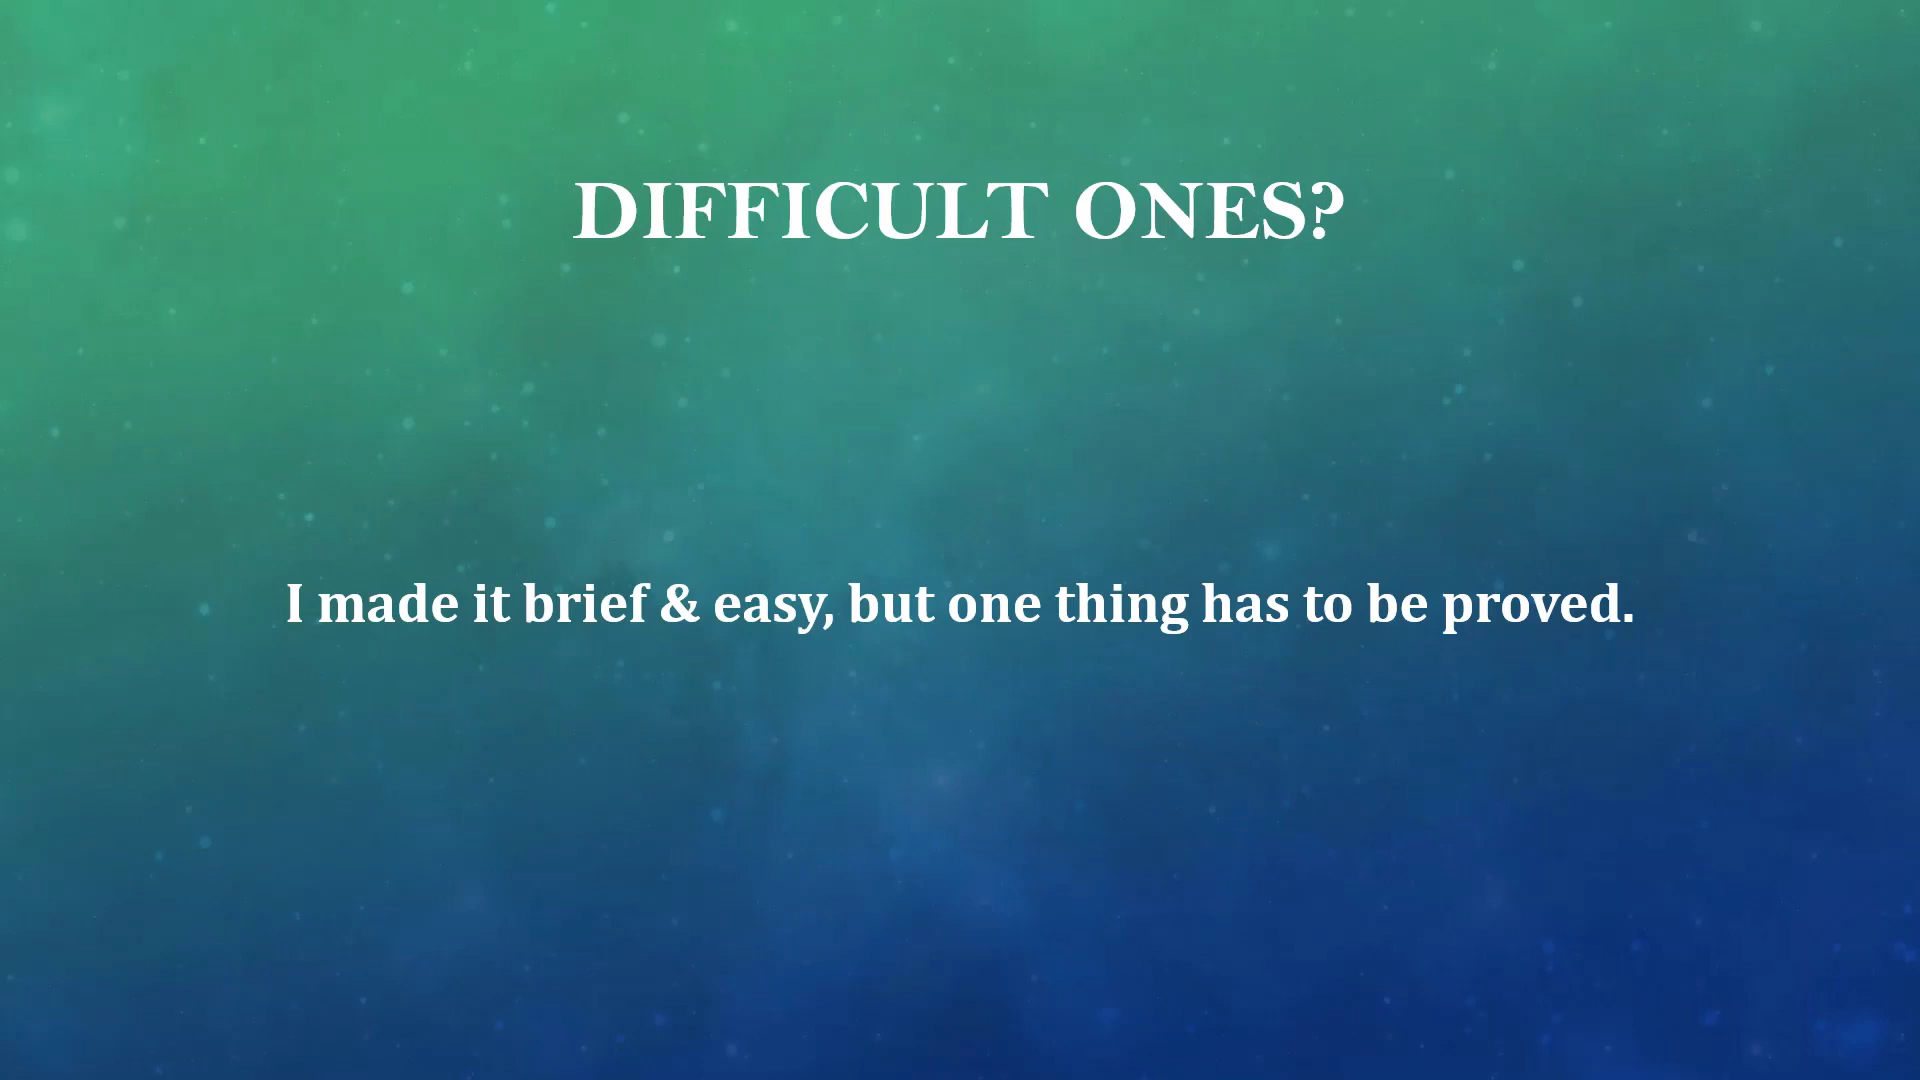 DIFFICULT ONES?
I made it brief & easy, but one thing has to be proved.